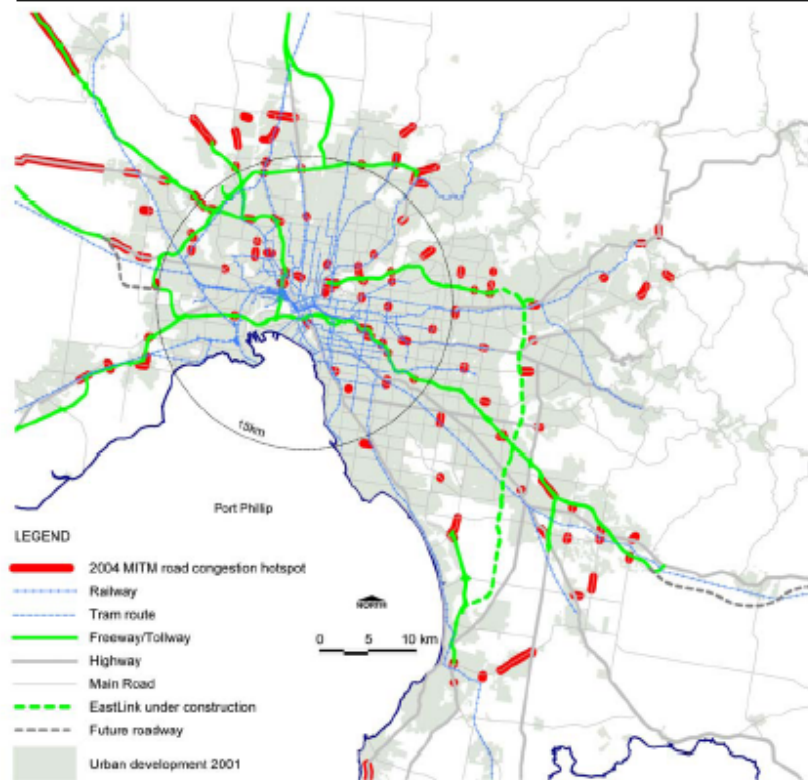 15km
Port Phillip
LEGEND
2004 MITM road congestion hotspot
Railway
Tram route
Freeway/Tollway
Highway
Main Road
EastLink under construction
Future roadway
Urban development 2001
NORTH
0 5 10 km